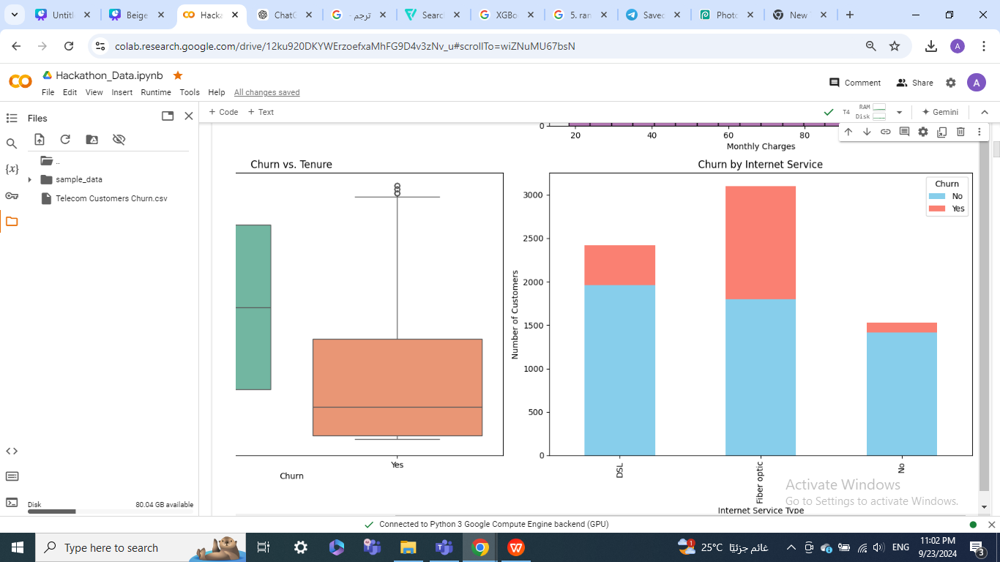 Untitl
Beige
Hacka
ChatG
ترجم -
Searc
XGBo
5. ran
Saved
Photo
New
colab.research.google.com/drive/12ku920DKYWErzoefxaMhFG9D4v3zNv_u#scrollTo=wiZNuMU67bsN
A
Hackathon_Data.ipynb
Comment
Share
A
File Edit View Insert Runtime Tools Help All changes saved
Files
+ Code + Text
T4 RAM Disk
Gemini
..
sample_data
Telecom Customers Churn.csv
{x}
0
20 40 60 80
Monthly Charges
Churn vs. Tenure
Yes
Churn
Churn by Internet Service
Churn
No
Yes
3000
2500
2000
1500
1000
500
0
Number of Customers
DSL
Fiber optic
No
Internet Service Type
Activate Windows
Go to Settings to activate Windows.
Disk 80.04 GB available
Connected to Python 3 Google Compute Engine backend (GPU)
Type here to search
1
25°C غائم جزئيًا
ENG
11:02 PM
9/23/2024
3